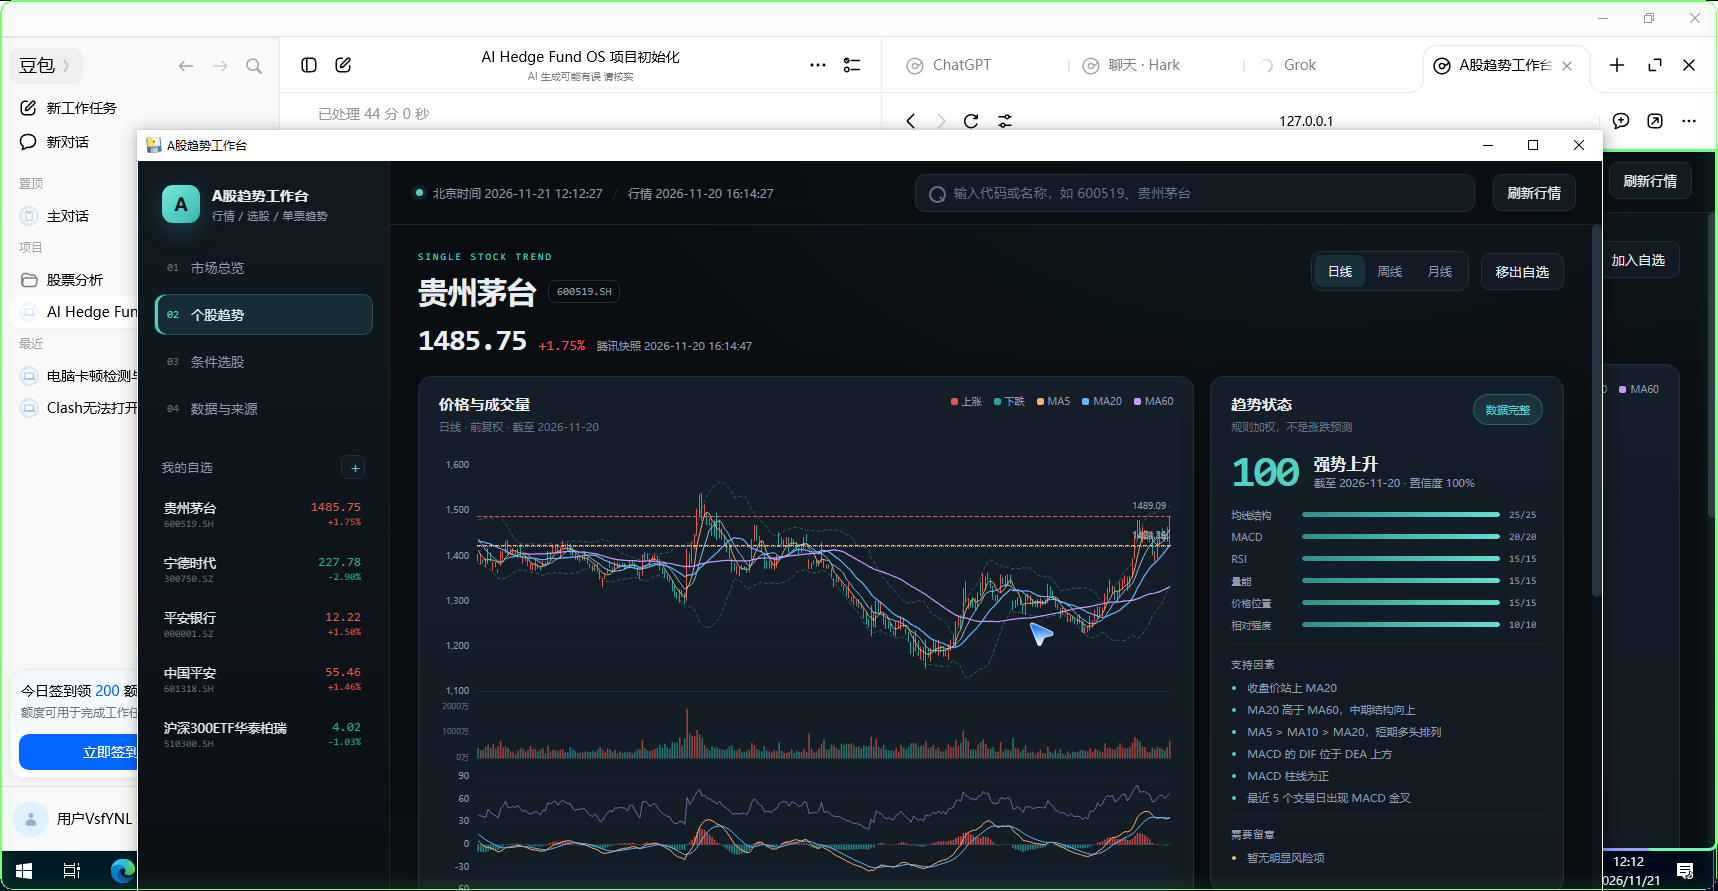 豆包
新工作任务
新对话
置顶
主对话
项目
股票分析
AI Hedge Fun
最近
电脑卡顿检测
Clash无法打开
今日签到领 200 额
额度可用于完成工作任
立即签到
用户VsfYNL
AI Hedge Fund OS 项目初始化
AI 生成可能有误 请核实
已处理 44 分 0 秒
ChatGPT
聊天 · Hark
Grok
A股趋势工作台
127.0.0.1
刷新行情
加入自选
MA60
A股趋势工作台
A
A股趋势工作台
行情 / 选股 / 单票趋势
01 市场总览
02 个股趋势
03 条件选股
04 数据与来源
我的自选
+
贵州茅台 1485.75
600519.SH +1.75%
宁德时代 227.78
300750.SZ -2.90%
平安银行 12.22
000001.SZ +1.50%
中国平安 55.46
601318.SH +1.46%
沪深300ETF华泰柏瑞 4.02
510300.SH -1.03%
北京时间 2026-11-21 12:12:27 / 行情 2026-11-20 16:14:27
输入代码或名称，如 600519、贵州茅台
刷新行情
SINGLE STOCK TREND
贵州茅台 600519.SH
日线 周线 月线 移出自选
1485.75 +1.75% 腾讯快照 2026-11-20 16:14:47
价格与成交量
日线 · 前复权 · 截至 2026-11-20
上涨 下跌 MA5 MA20 MA60
1,600
1,500
1,400
1,300
1,200
1,100
1489.09
2000万
1000万
0万
90
60
30
0
-30
-60
趋势状态
规则加权，不是涨跌预测
数据完整
100 强势上升
截至 2026-11-20 · 置信度 100%
均线结构 25/25
MACD 20/20
RSI 15/15
量能 15/15
价格位置 15/15
相对强度 10/10
支持因素
收盘价站上 MA20
MA20 高于 MA60，中期结构向上
MA5 > MA10 > MA20，短期多头排列
MACD 的 DIF 位于 DEA 上方
MACD 柱线为正
最近 5 个交易日出现 MACD 金叉
需要留意
暂无明显风险项
12:12
026/11/21